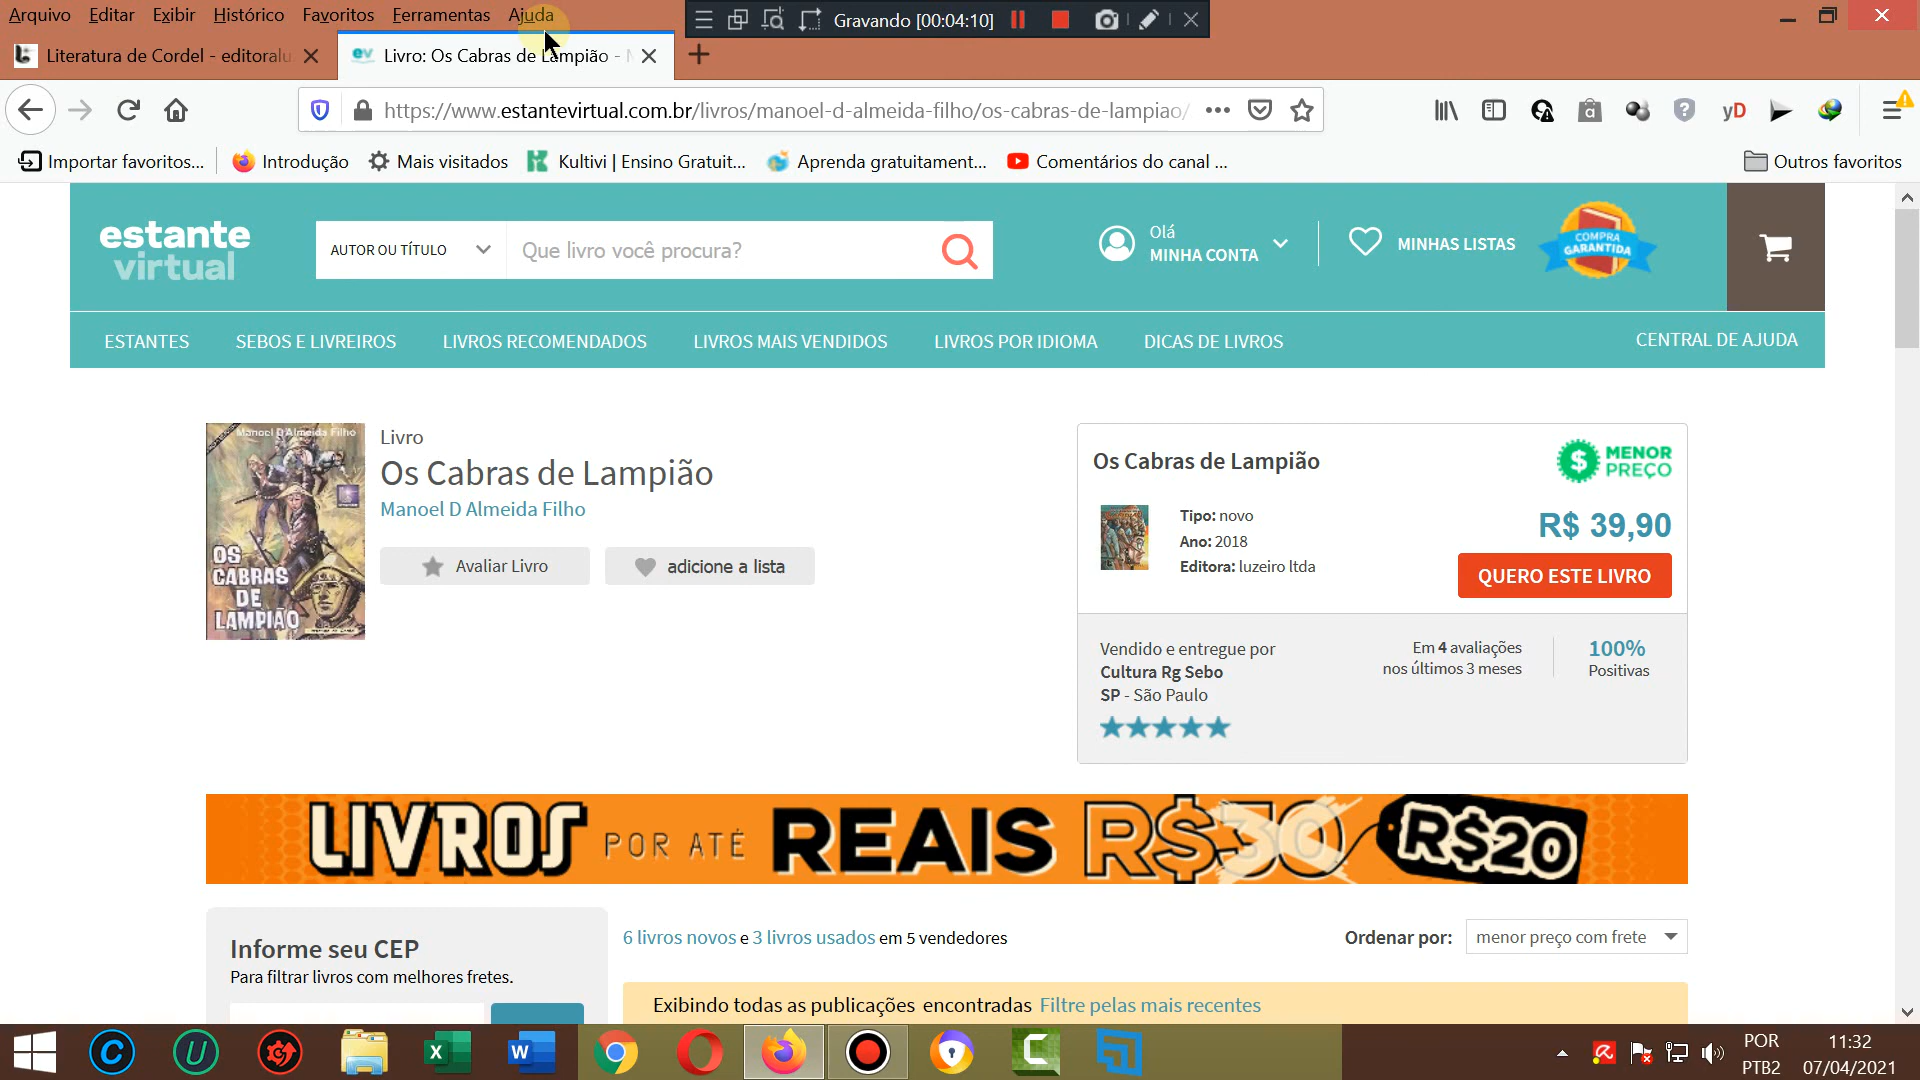 Arquivo Editar Exibir Histórico Favoritos Ferramentas Ajuda
Gravando [00:04:10]
Literatura de Cordel - editoralu
ev Livro: Os Cabras de Lampião -
https://www.estantevirtual.com.br/livros/manoel-d-almeida-filho/os-cabras-de-lampiao/
yD
Importar favoritos... Introdução Mais visitados Kultivi | Ensino Gratuit... Aprenda gratuitament... Comentários do canal ... Outros favoritos
estante
virtual
AUTOR OU TÍTULO Que livro você procura?
Olá
MINHA CONTA
MINHAS LISTAS
COMPRA
GARANTIDA
ESTANTES SEBOS E LIVREIROS LIVROS RECOMENDADOS LIVROS MAIS VENDIDOS LIVROS POR IDIOMA DICAS DE LIVROS CENTRAL DE AJUDA
Manoel D'Almeida Filho
OS
CABRAS
DE
LAMPIÃO
Livro
Os Cabras de Lampião
Manoel D Almeida Filho
Avaliar Livro adicione a lista
Os Cabras de Lampião
MENOR
PREÇO
Tipo: novo
Ano: 2018
Editora: luzeiro ltda
R$ 39,90
QUERO ESTE LIVRO
Vendido e entregue por
Cultura Rg Sebo
SP - São Paulo
Em 4 avaliações
nos últimos 3 meses
100%
Positivas
LIVROS POR ATÉ REAIS R$30 R$20
Informe seu CEP
Para filtrar livros com melhores fretes.
6 livros novos e 3 livros usados em 5 vendedores
Ordenar por: menor preço com frete
Exibindo todas as publicações encontradas Filtre pelas mais recentes
POR
PTB2
11:32
07/04/2021